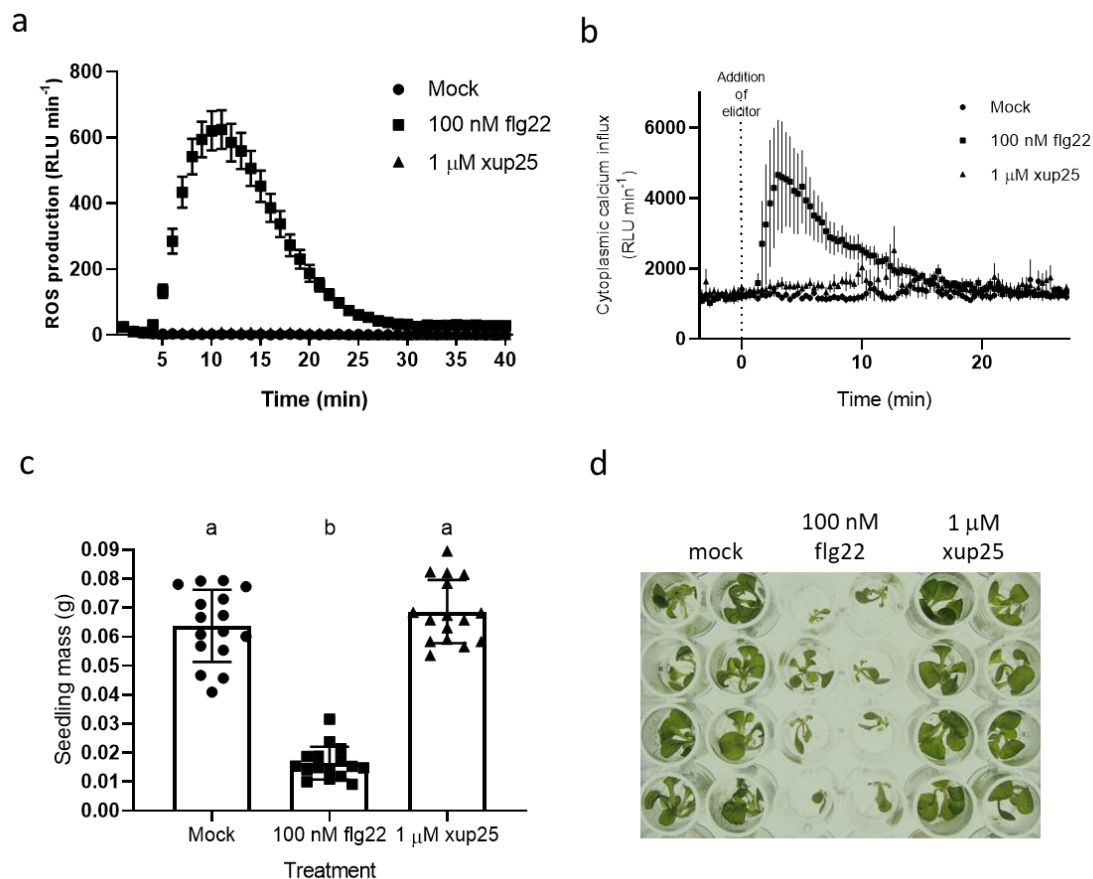 a
ROS production (RLU min-1)
800
600
400
200
0
5
10
15
20
25
30
35
40
Time (min)
Mock
100 nM flg22
1 μM xup25
b
Cytoplasmic calcium influx
(RLU min-1)
6000
4000
2000
0
Addition
of
elicitor
0
10
20
Time (min)
Mock
100 nM flg22
1 μM xup25
c
Seedling mass (g)
0.09
0.08
0.07
0.06
0.05
0.04
0.03
0.02
0.01
0.00
a
b
a
Mock
100 nM flg22
1 μM xup25
Treatment
d
mock
100 nM
flg22
1 μM
xup25